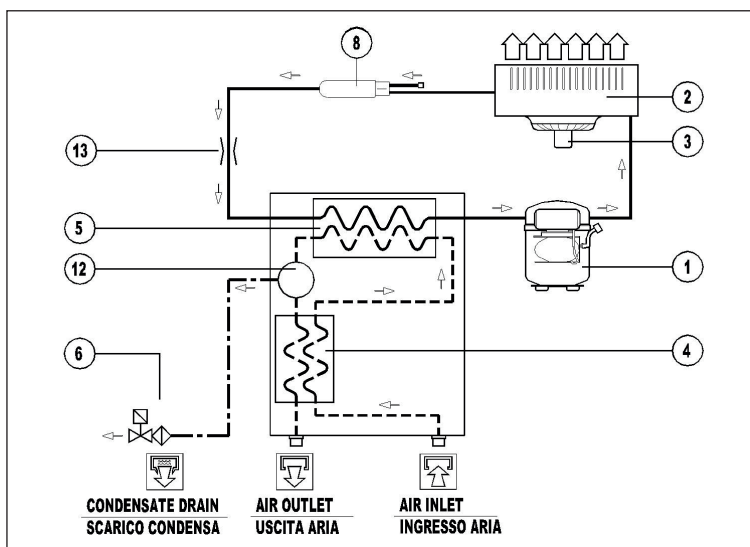 8
2
3
13
5
12
1
6
4
CONDENSATE DRAIN
SCARICO CONDENSA
AIR OUTLET
USCITA ARIA
AIR INLET
INGRESSO ARIA